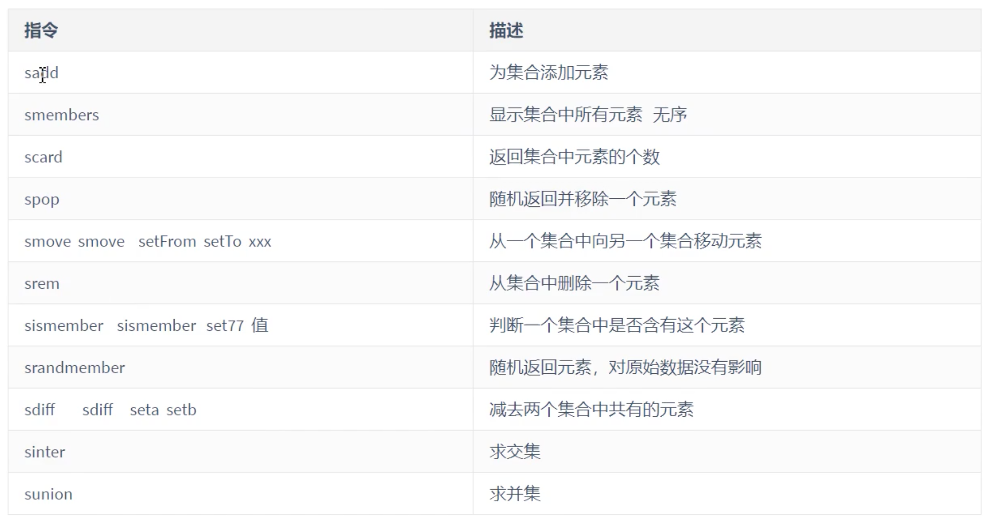 指令 描述
sadd 为集合添加元素
smembers 显示集合中所有元素 无序
scard 返回集合中元素的个数
spop 随机返回并移除一个元素
smove smove setFrom setTo xxx 从一个集合中向另一个集合移动元素
srem 从集合中删除一个元素
sismember sismember set77 值 判断一个集合中是否含有这个元素
srandmember 随机返回元素，对原始数据没有影响
sdiff sdiff seta setb 减去两个集合中共有的元素
sinter 求交集
sunion 求并集